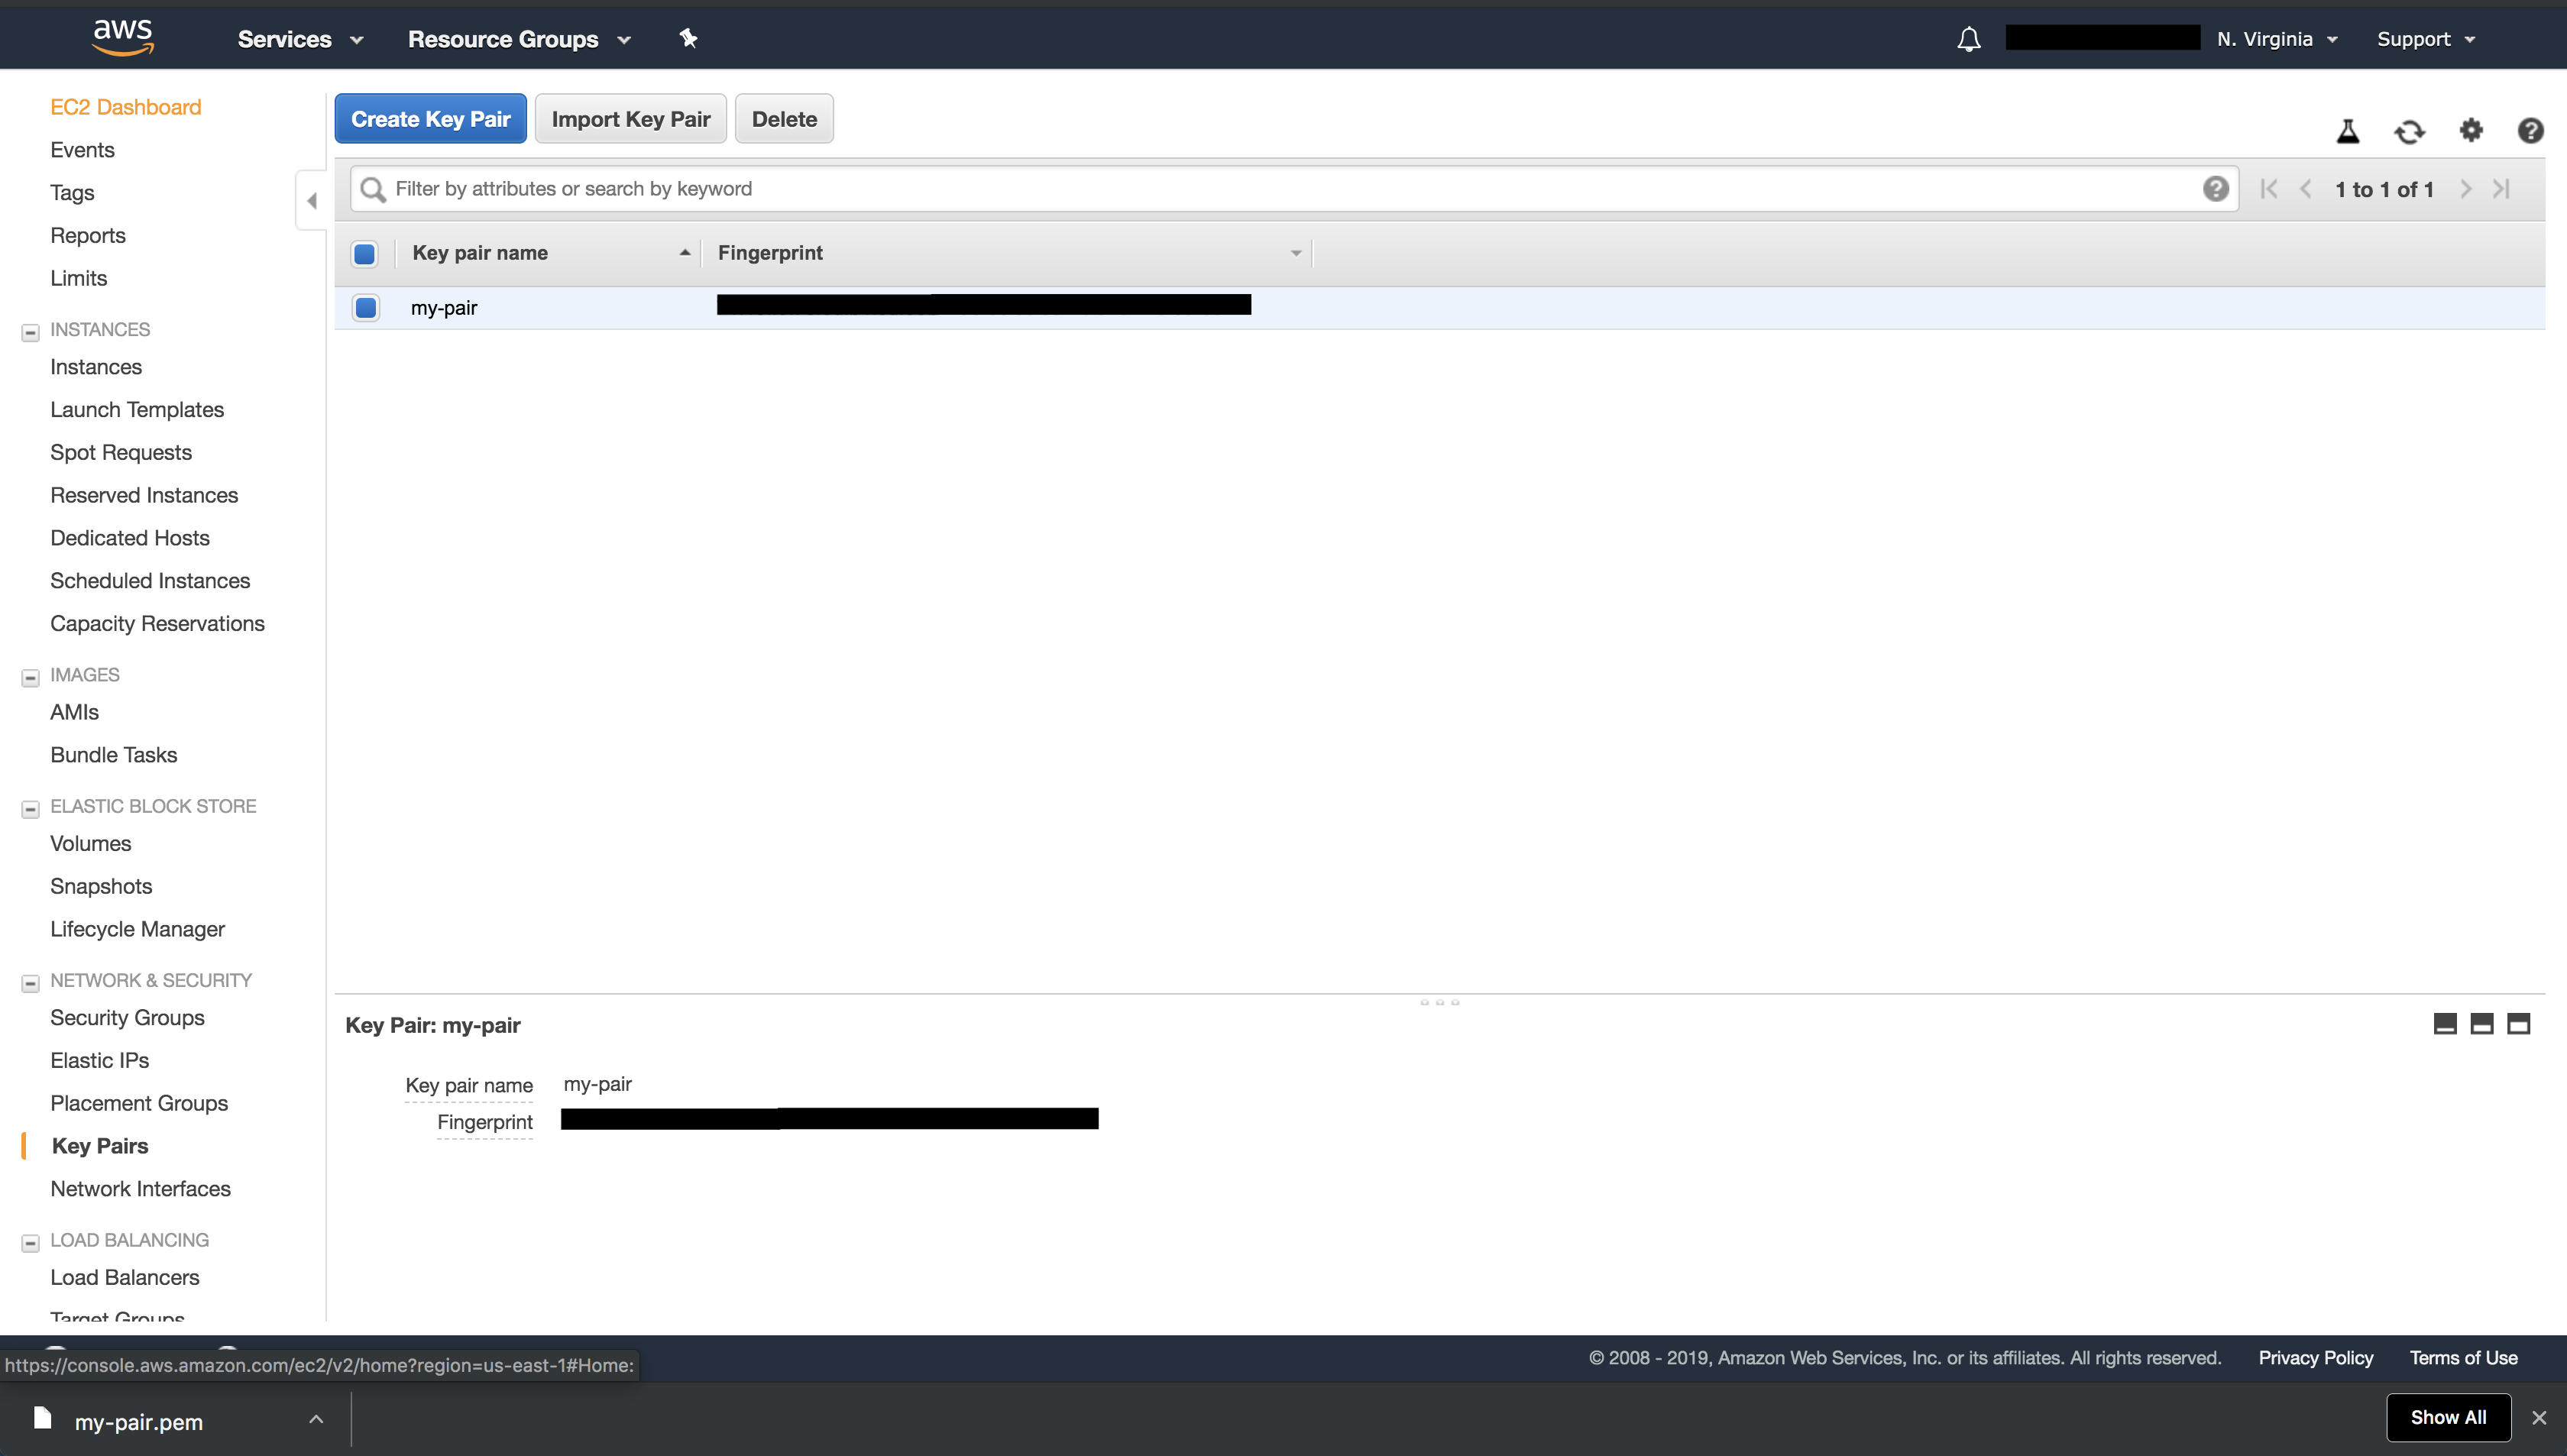 aws Services Resource Groups N. Virginia Support
EC2 Dashboard
Events
Tags
Reports
Limits
INSTANCES
Instances
Launch Templates
Spot Requests
Reserved Instances
Dedicated Hosts
Scheduled Instances
Capacity Reservations
IMAGES
AMIs
Bundle Tasks
ELASTIC BLOCK STORE
Volumes
Snapshots
Lifecycle Manager
NETWORK & SECURITY
Security Groups
Elastic IPs
Placement Groups
Key Pairs
Network Interfaces
LOAD BALANCING
Load Balancers
Target Groups
Create Key Pair Import Key Pair Delete
Filter by attributes or search by keyword 1 to 1 of 1
Key pair name Fingerprint
my-pair
Key Pair: my-pair
Key pair name my-pair
Fingerprint
https://console.aws.amazon.com/ec2/v2/home?region=us-east-1#Home:
© 2008 - 2019, Amazon Web Services, Inc. or its affiliates. All rights reserved. Privacy Policy Terms of Use
my-pair.pem Show All